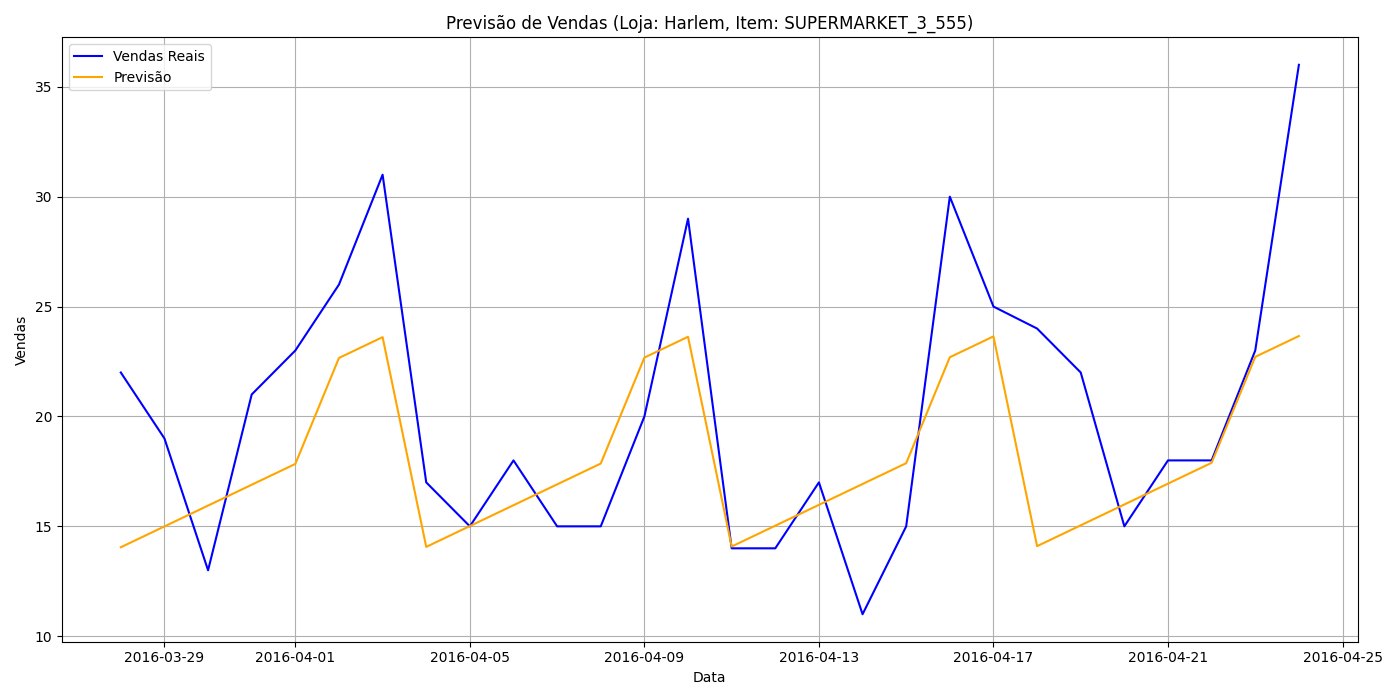 Previsão de Vendas (Loja: Harlem, Item: SUPERMARKET_3_555)
Vendas Reais
Previsão
Vendas
35
30
25
20
15
10
2016-03-29 2016-04-01 2016-04-05 2016-04-09 2016-04-13 2016-04-17 2016-04-21 2016-04-25
Data